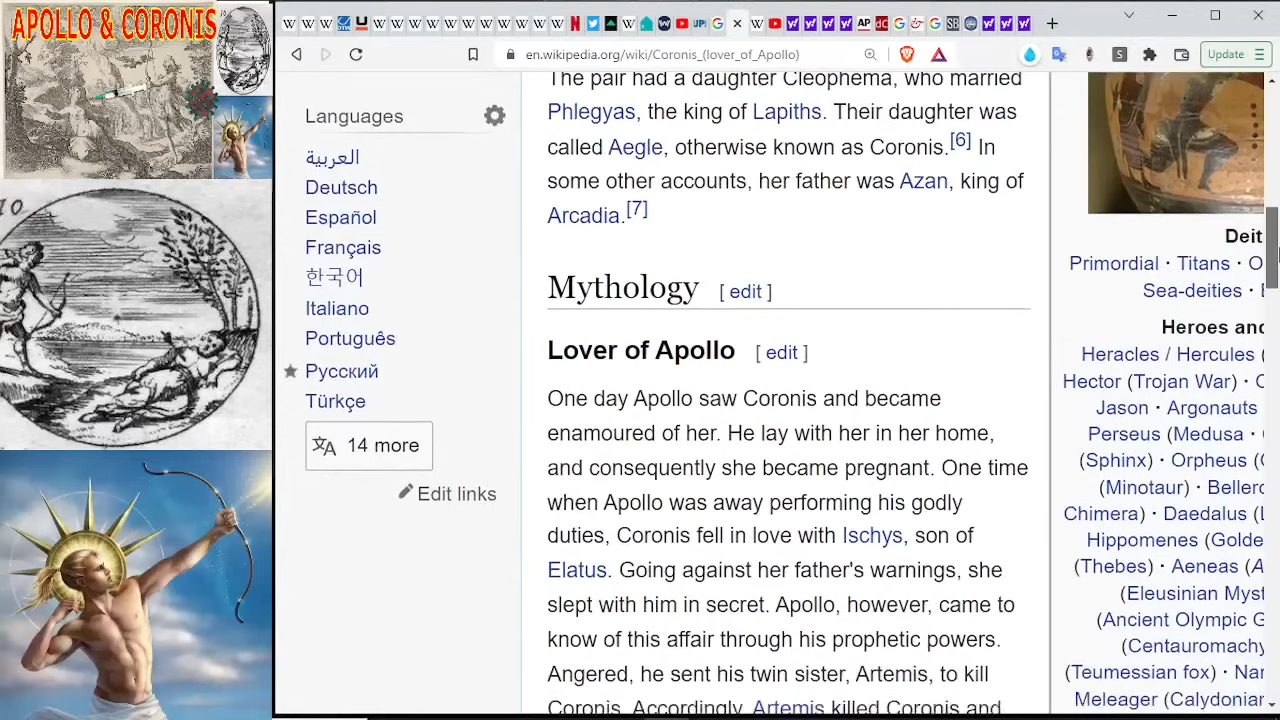 APOLLO & CORONIS
10
en.wikipedia.org/wiki/Coronis_(lover_of_Apollo)
Update
Languages
العربية
Deutsch
Español
Français
한국어
Italiano
Português
Русский
Türkçe
14 more
Edit links
The pair had a daughter Cleophema, who married
Phlegyas, the king of Lapiths. Their daughter was
called Aegle, otherwise known as Coronis.[6] In
some other accounts, her father was Azan, king of
Arcadia.[7]
Mythology [ edit ]
Lover of Apollo [ edit ]
One day Apollo saw Coronis and became
enamoured of her. He lay with her in her home,
and consequently she became pregnant. One time
when Apollo was away performing his godly
duties, Coronis fell in love with Ischys, son of
Elatus. Going against her father's warnings, she
slept with him in secret. Apollo, however, came to
know of this affair through his prophetic powers.
Angered, he sent his twin sister, Artemis, to kill
Coronis. Accordingly, Artemis killed Coronis and
Deit
Primordial · Titans · O
Sea-deities ·
Heroes and
Heracles / Hercules (
Hector (Trojan War) ·
Jason · Argonauts
Perseus (Medusa ·
(Sphinx) · Orpheus (
(Minotaur) · Beller
Chimera) · Daedalus (L
Hippomenes (Golde
(Thebes) · Aeneas (A
(Eleusinian Myst
(Ancient Olympic G
(Centauromachy
(Teumessian fox) · Nar
Meleager (Calydonia